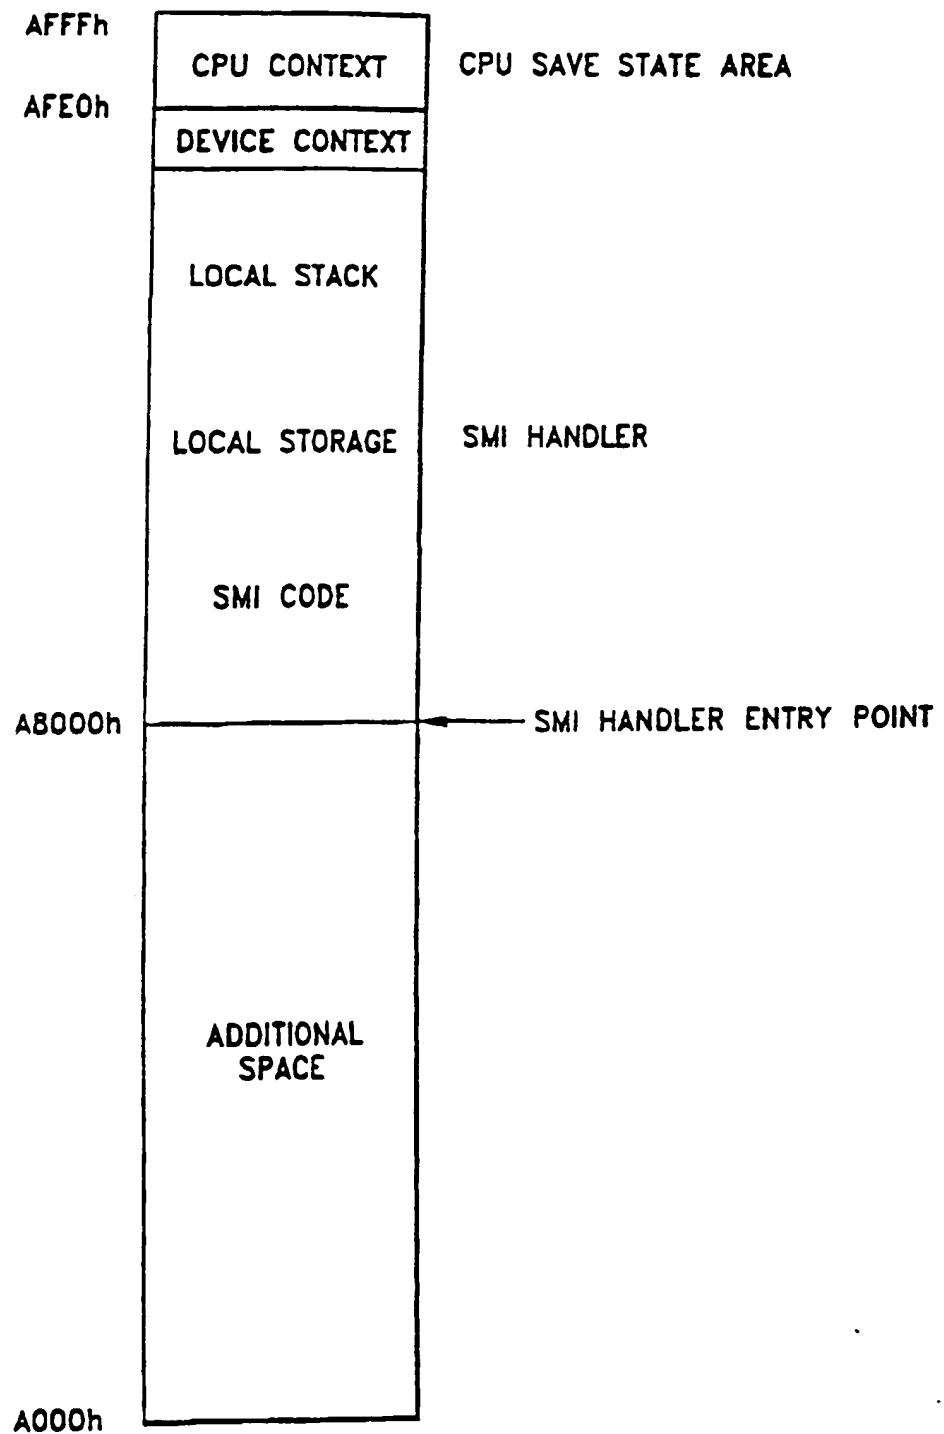 AFFFh
CPU CONTEXT
CPU SAVE STATE AREA
AFE0h
DEVICE CONTEXT
LOCAL STACK
LOCAL STORAGE
SMI HANDLER
SMI CODE
A8000h
SMI HANDLER ENTRY POINT
ADDITIONAL
SPACE
A000h